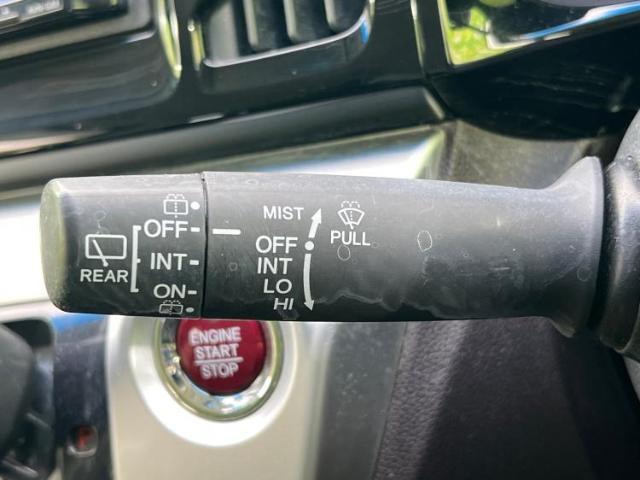 MIST
OFF
INT
LO
HI
PULL
OFF
INT
ON
REAR
ENGINE
START
STOP